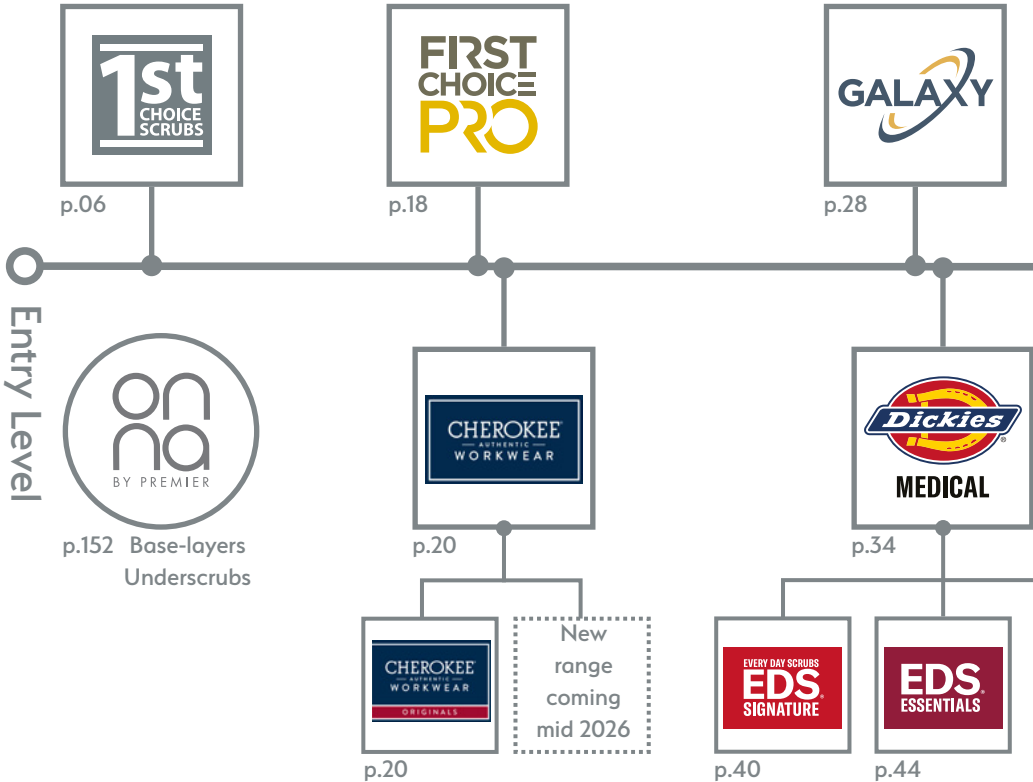 1st
CHOICE
SCRUBS
p.06
FIRST
CHOICE
PRO
p.18
GALAXY
p.28
Entry Level
on
na
BY PREMIER
p.152 Base-layers
Underscrubs
CHEROKEE®
AUTHENTIC
WORKWEAR
p.20
Dickies
MEDICAL
p.34
CHEROKEE®
AUTHENTIC
WORKWEAR
ORIGINALS
p.20
New
range
coming
mid 2026
EVERY DAY SCRUBS
EDS®
SIGNATURE
p.40
EDS®
ESSENTIALS
p.44